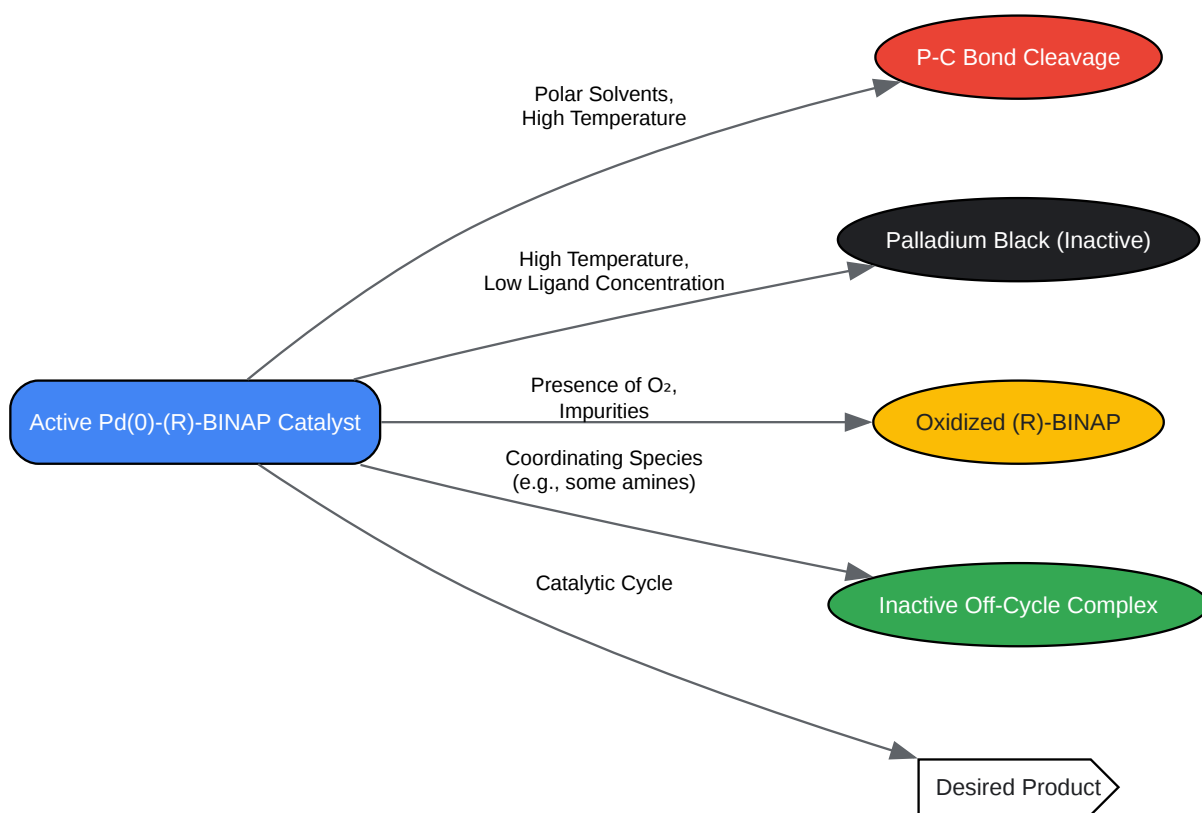 P-C Bond Cleavage
Polar Solvents,
High Temperature
Palladium Black (Inactive)
High Temperature,
Low Ligand Concentration
Active Pd(0)-(R)-BINAP Catalyst
Presence of O₂,
Impurities
Oxidized (R)-BINAP
Coordinating Species
(e.g., some amines)
Inactive Off-Cycle Complex
Catalytic Cycle
Desired Product